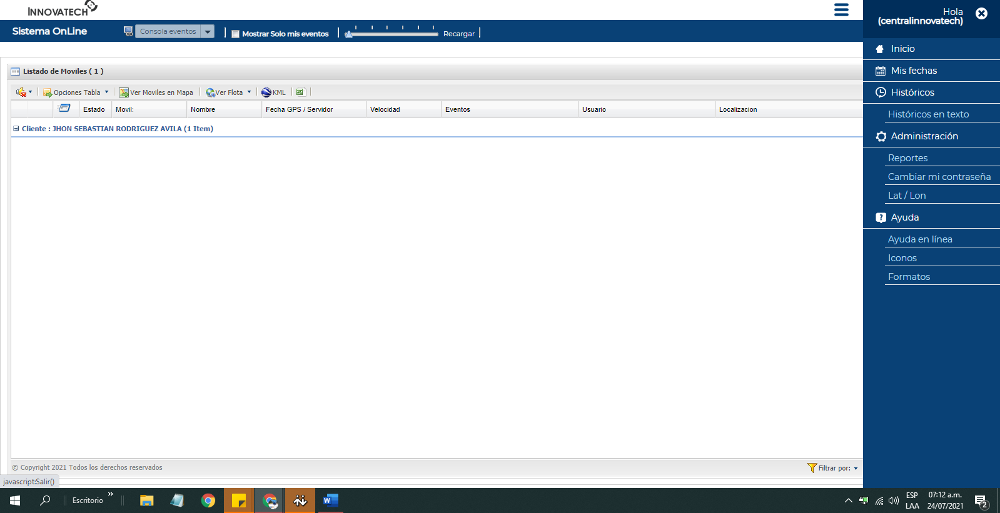 INNOVATECH
Hola
(centralinnovatech)
Sistema OnLine
Consola eventos
Mostrar Solo mis eventos
Recargar
Inicio
Mis fechas
Históricos
Históricos en texto
Administración
Reportes
Cambiar mi contraseña
Lat / Lon
Ayuda
Ayuda en línea
Iconos
Formatos
Listado de Moviles ( 1 )
Opciones Tabla
Ver Moviles en Mapa
Ver Flota
KML
Estado
Movil:
Nombre
Fecha GPS / Servidor
Velocidad
Eventos
Usuario
Localizacion
Cliente : JHON SEBASTIAN RODRIGUEZ AVILA (1 Item)
© Copyright 2021 Todos los derechos reservados
Filtrar por:
javascript:Salir()
Escritorio
ESP
LAA
07:12 a.m.
24/07/2021
2